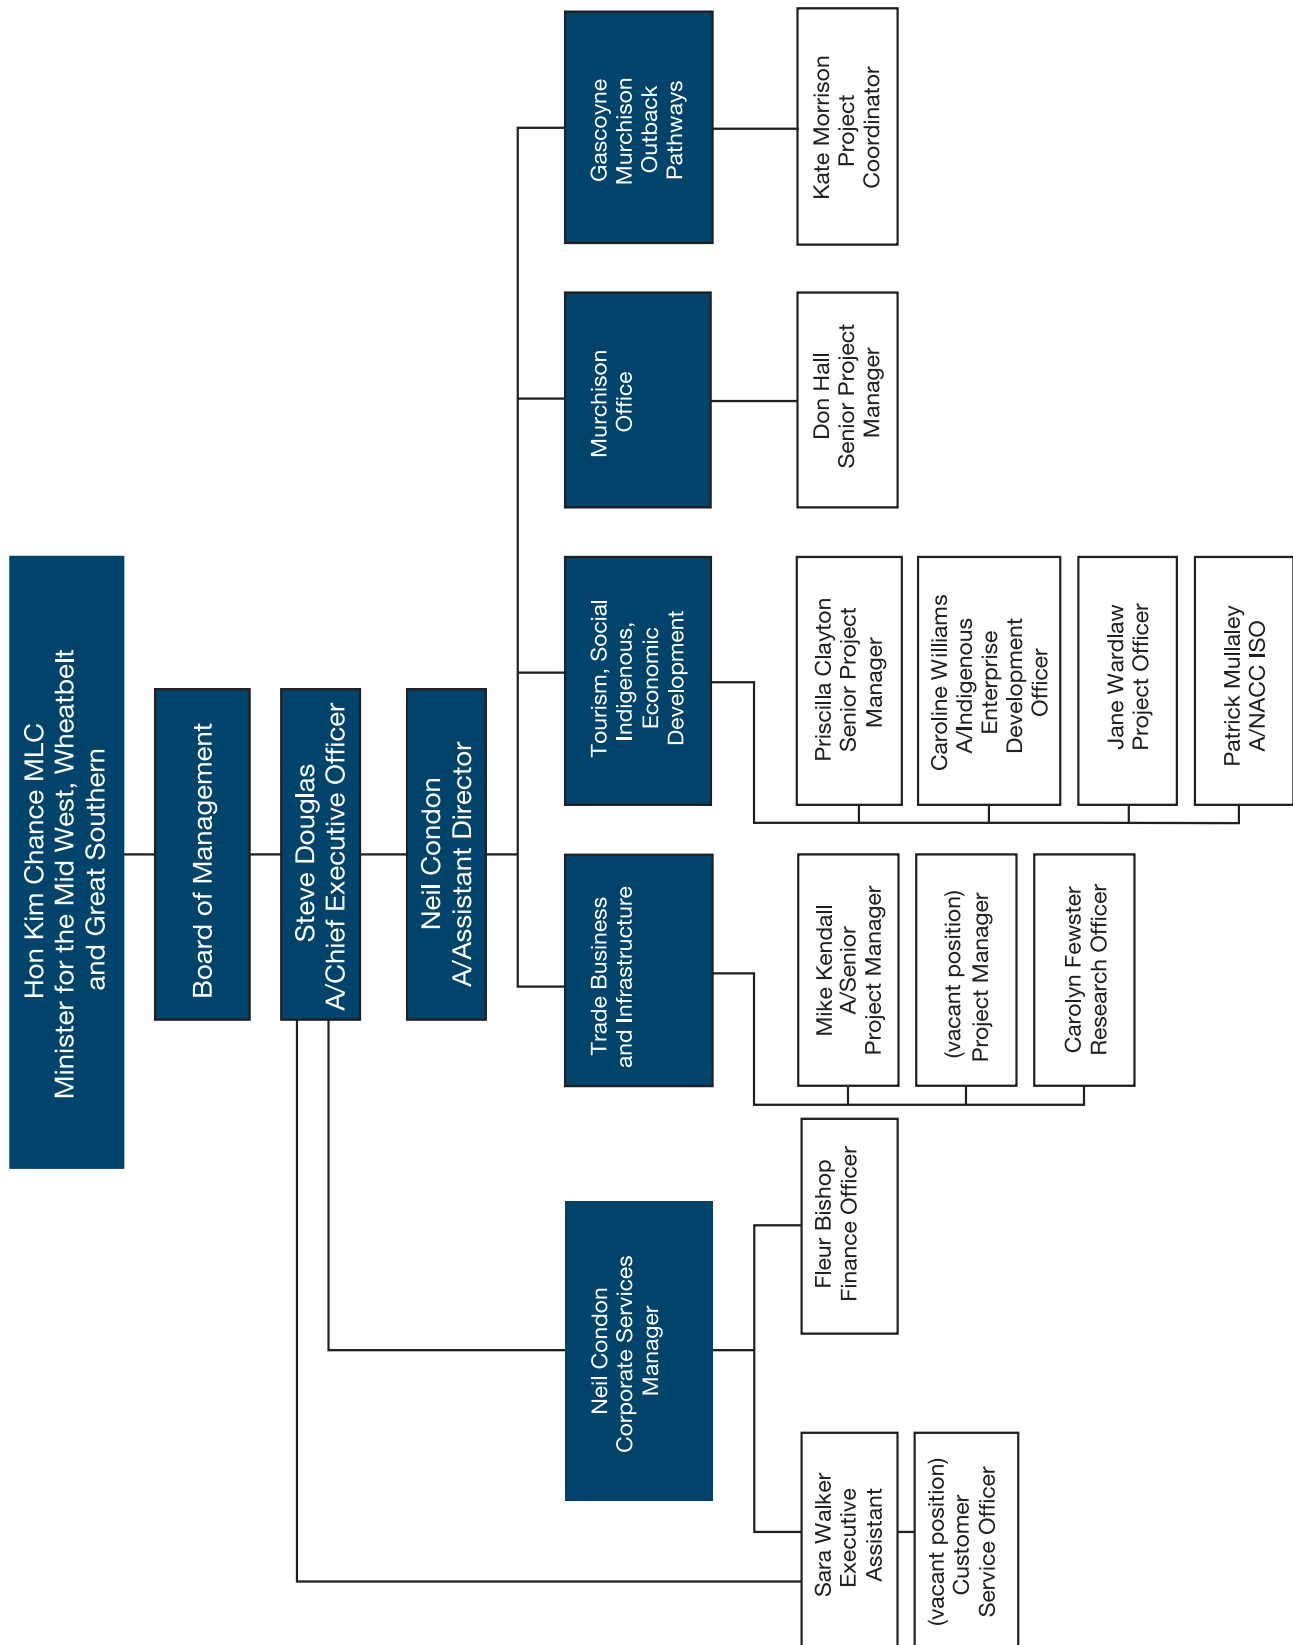 Hon Kim Chance MLC
Minister for the Mid West, Wheatbelt
and Great Southern
Board of Management
Steve Douglas
A/Chief Executive Officer
Neil Condon
A/Assistant Director
Neil Condon
Corporate Services
Manager
Trade Business
and Infrastructure
Tourism, Social
Indigenous,
Economic
Development
Murchison
Office
Gascoyne
Murchison
Outback
Pathways
Sara Walker
Executive
Assistant
(vacant position)
Customer
Service Officer
Fleur Bishop
Finance Officer
Mike Kendall
A/Senior
Project Manager
(vacant position)
Project Manager
Carolyn Fewster
Research Officer
Priscilla Clayton
Senior Project
Manager
Caroline Williams
A/Indigenous
Enterprise
Development
Officer
Jane Wardlaw
Project Officer
Patrick Mullaley
A/NACC ISO
Don Hall
Senior Project
Manager
Kate Morrison
Project
Coordinator